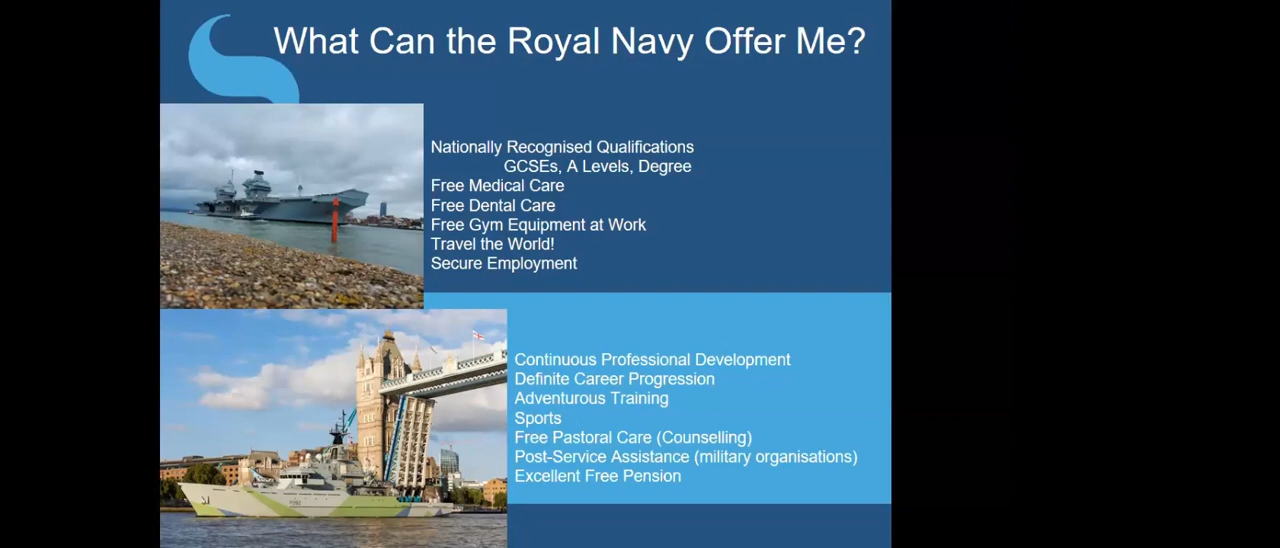 What Can the Royal Navy Offer Me?
Nationally Recognised Qualifications
GCSEs, A Levels, Degree
Free Medical Care
Free Dental Care
Free Gym Equipment at Work
Travel the World!
Secure Employment
Continuous Professional Development
Definite Career Progression
Adventurous Training
Sports
Free Pastoral Care (Counselling)
Post-Service Assistance (military organisations)
Excellent Free Pension